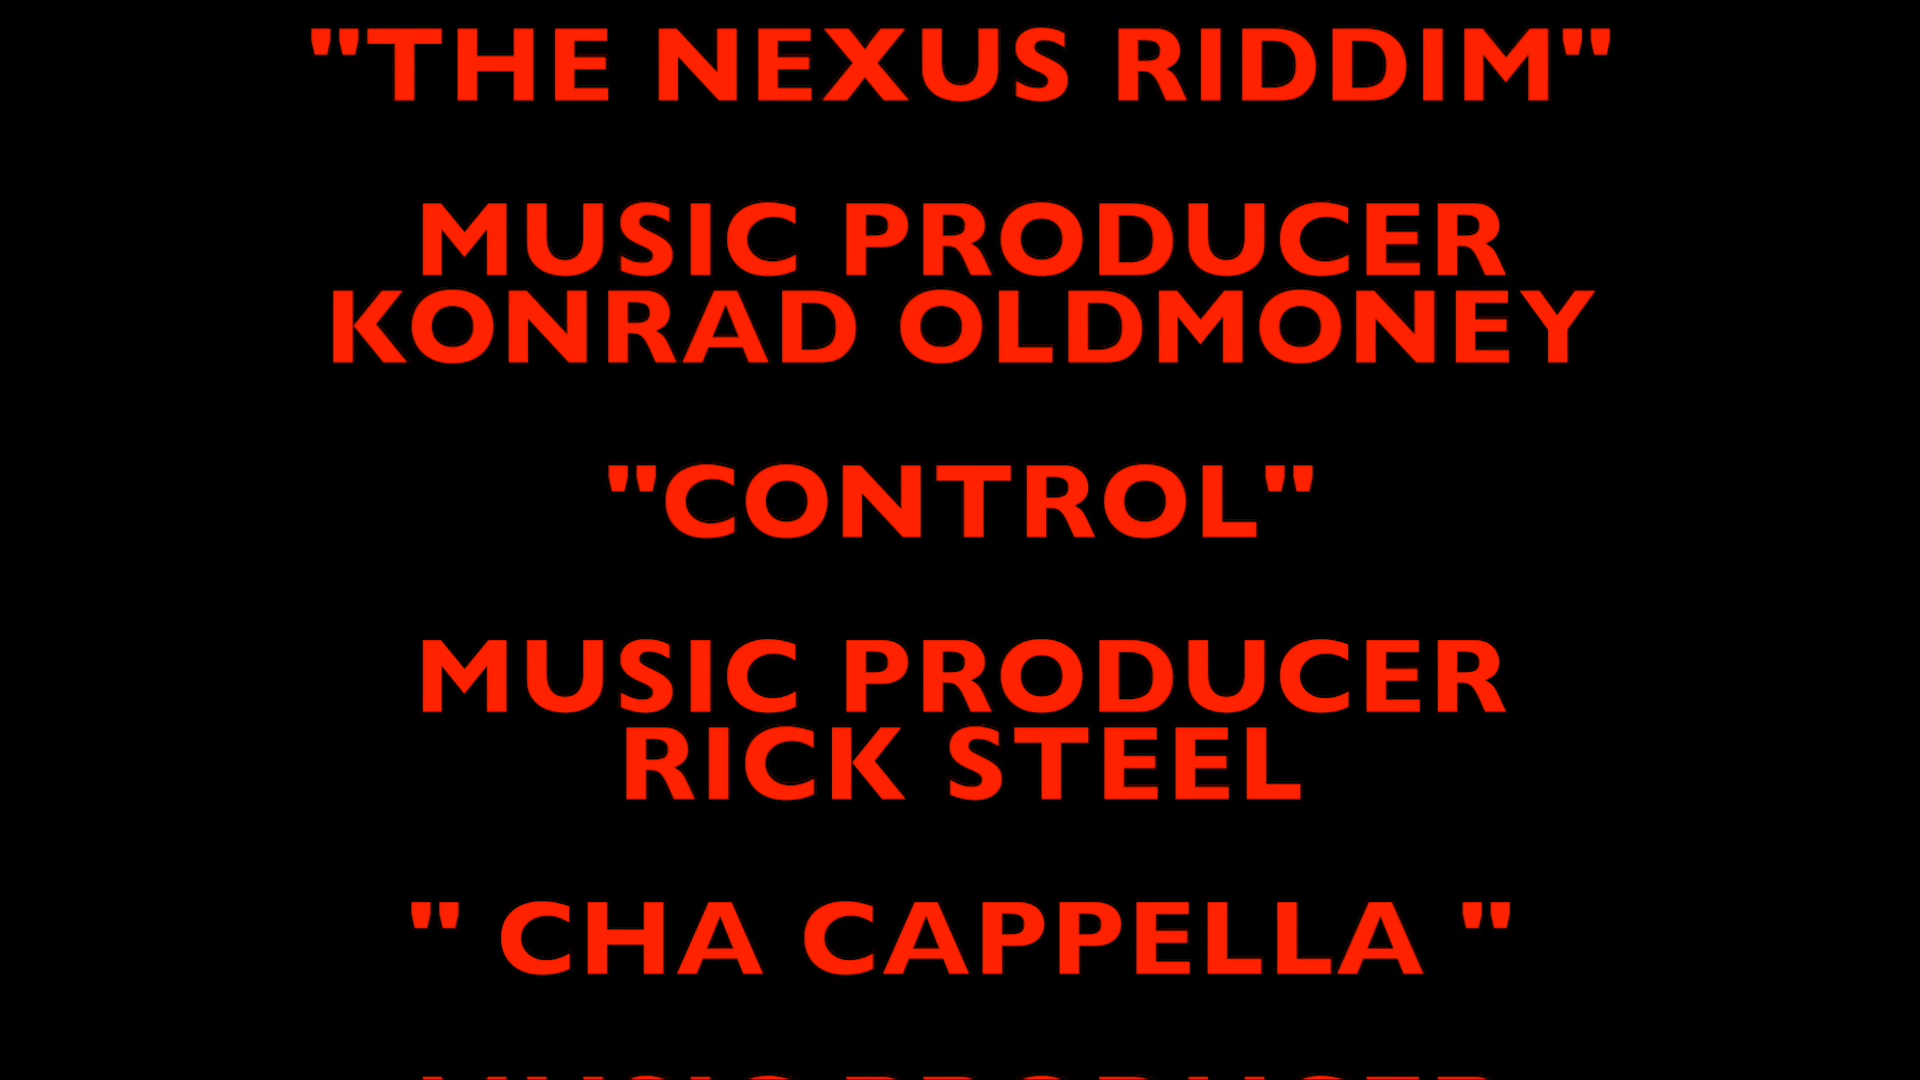 "THE NEXUS RIDDIM"
MUSIC PRODUCER
KONRAD OLDMONEY
"CONTROL"
MUSIC PRODUCER
RICK STEEL
" CHA CAPPELLA "